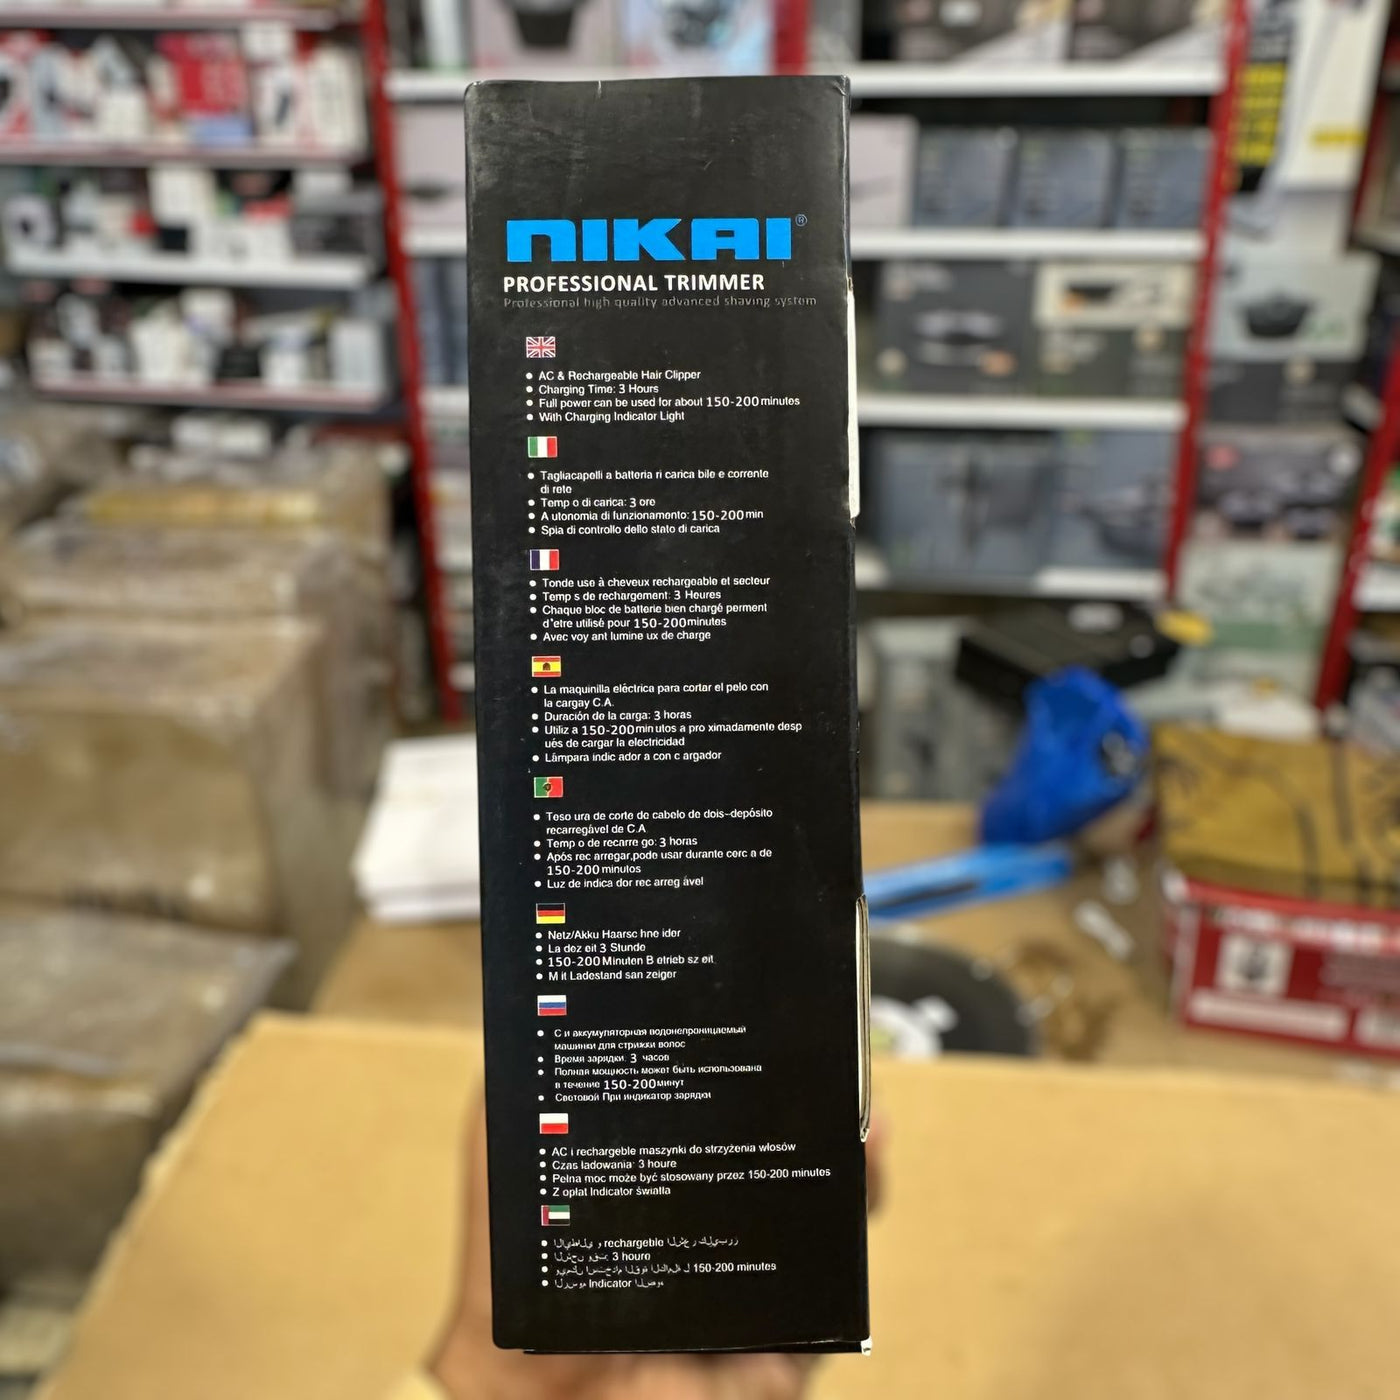 NIKAI®
PROFESSIONAL TRIMMER
Professional high quality advanced shaving system
• AC & Rechargeable Hair Clipper
• Charging Time: 3 Hours
• Full power can be used for about 150-200 minutes
• With Charging Indicator Light
• Tagliacapelli a batteria ri carica bile e corrente
di rete
• Temp o di carica: 3 ore
• A utonomia di funzionamento: 150-200 min
• Spia di controllo dello stato di carica
• Tonde use à cheveux rechargeable et secteur
• Temp s de rechargement: 3 Heures
• Chaque bloc de batterie bien chargé perment
d'etre utilisé pour 150-200 minutes
• Avec voy ant lumine ux de charge
• La maquinilla eléctrica para cortar el pelo con
la cargay C.A.
• Duración de la carga: 3 horas
• Utiliz a 150-200 min utos a pro ximadamente desp
ués de cargar la electricidad
• Lámpara indic ador a con c argador
• Teso ura de corte de cabelo de dois-depósito
recarregável de C.A
• Temp o de recarre go: 3 horas
• Após rec arregar,pode usar durante cerc a de
150-200 minutos
• Luz de indica dor rec arreg ável
• Netz/Akku Haarsc hne ider
• La dez eit 3 Stunde
• 150-200 Minuten B etrieb sz eit
• M it Ladestand san zeiger
• С и аккумуляторная водонепроницаемый
машинки для стрижки волос
• Время зарядки: 3 часов
• Полная мощность может быть использована
в течение 150-200 минут
• Световой При индикатор зарядки
• AC i rechargeble maszynki do strzyżenia włosów
• Czas ładowania: 3 houre
• Pełna moc może być stosowany przez 150-200 minutes
• Z opłat Indicator światła
• rechargeble
• 3 houre
• 150-200 minutes
• Indicator